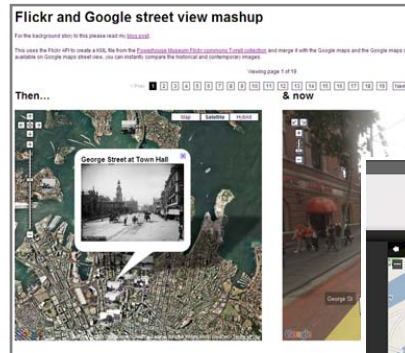 Flickr and Google street view mashup
For the background story to this please read my blog post
This uses the Flickr API to create a KML file from the Powerhouse Museum Flickr commons Tyrell collection and merge it with the Google maps and the Google maps
available on Google maps street view, you can instantly compare the historical and contemporary images.
Viewing page 1 of 19
< Prev 1 2 3 4 5 6 7 8 9 10 11 12 13 14 15 16 17 18 19 Next
Then...
& now
Map Satellite Hybrid
George Street at Town Hall
George St
Google